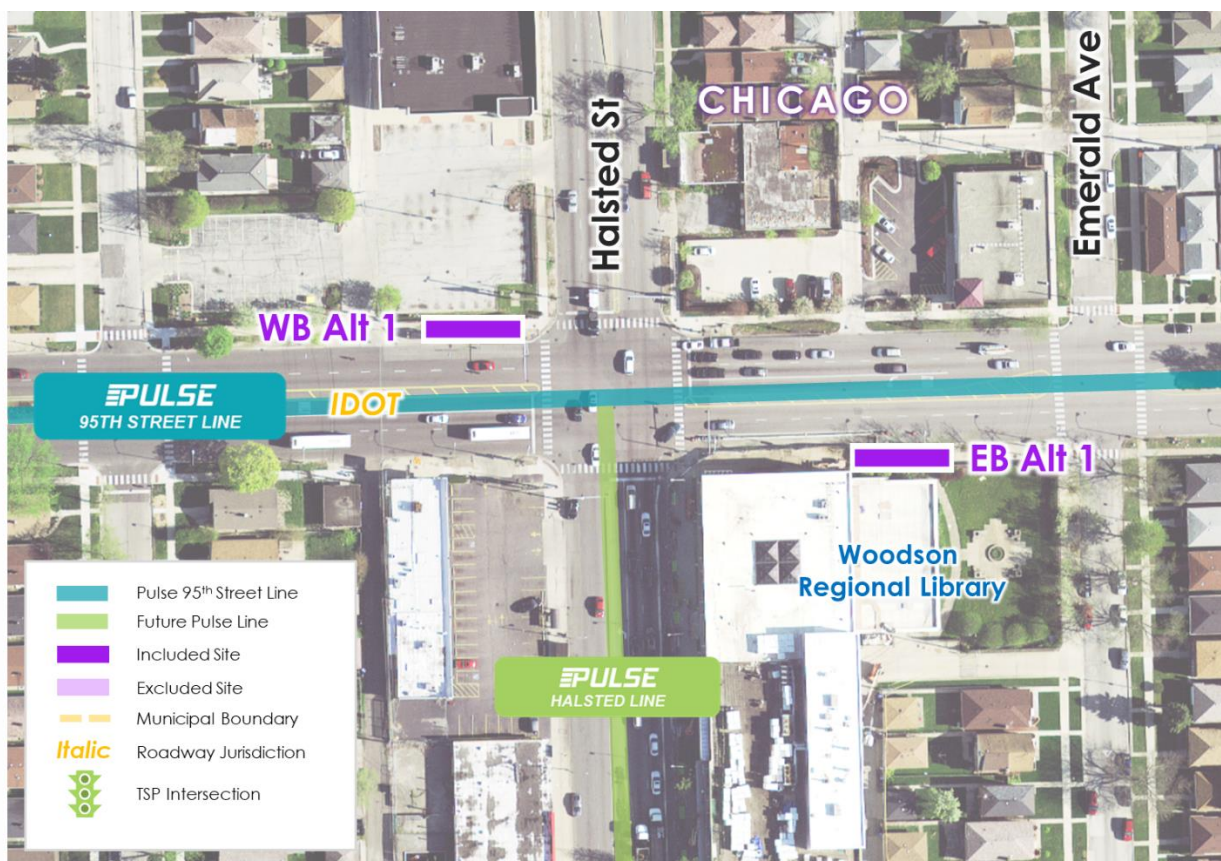 CHICAGO
Halsted St
Emerald Ave
WB Alt 1
PULSE
95TH STREET LINE
IDOT
EB Alt 1
Woodson
Regional Library
PULSE
HALSTED LINE
Pulse 95th Street Line
Future Pulse Line
Included Site
Excluded Site
Municipal Boundary
Italic Roadway Jurisdiction
TSP Intersection